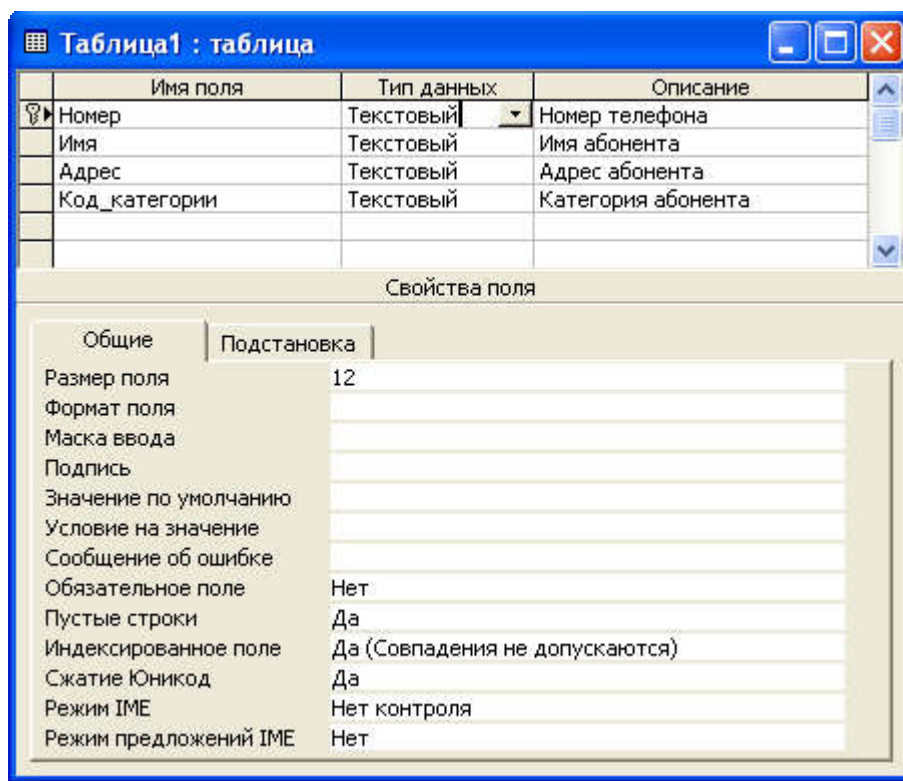 Таблица1 : таблица
Имя поля Тип данных Описание
Номер Текстовый Номер телефона
Имя Текстовый Имя абонента
Адрес Текстовый Адрес абонента
Код_категории Текстовый Категория абонента
Свойства поля
Общие Подстановка
Размер поля 12
Формат поля
Маска ввода
Подпись
Значение по умолчанию
Условие на значение
Сообщение об ошибке
Обязательное поле Нет
Пустые строки Да
Индексированное поле Да (Совпадения не допускаются)
Сжатие Юникод Да
Режим IME Нет контроля
Режим предложений IME Нет